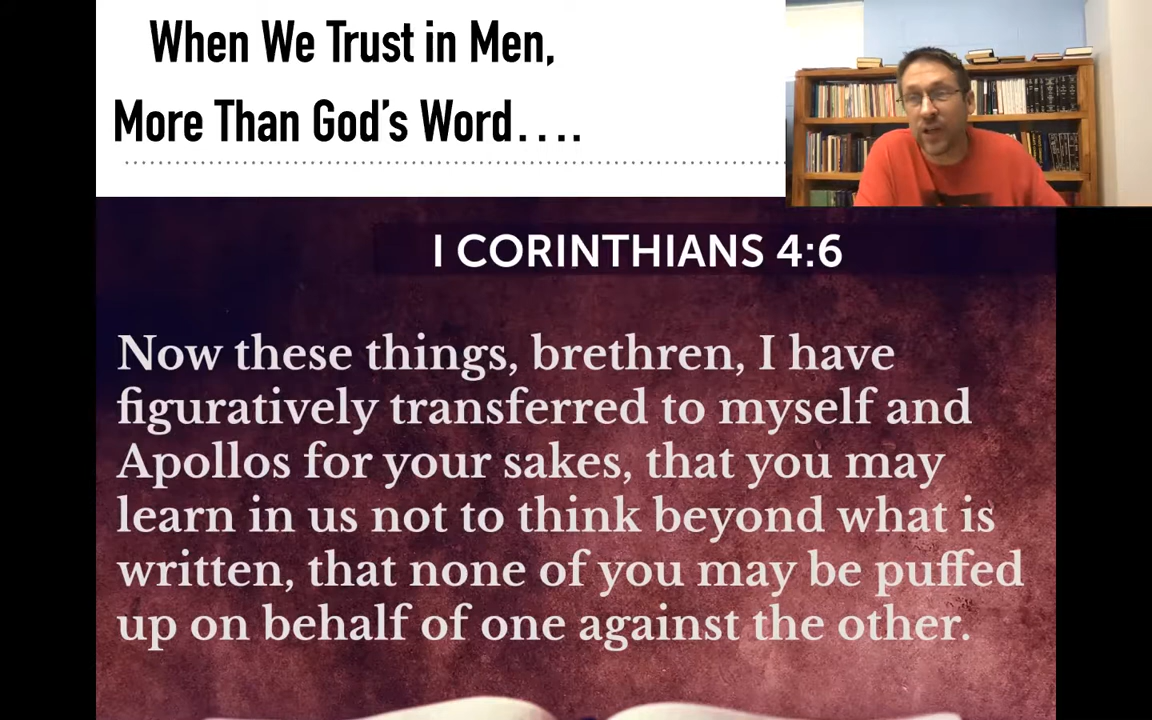 When We Trust in Men,
More Than God's Word....
I CORINTHIANS 4:6
Now these things, brethren, I have
figuratively transferred to myself and
Apollos for your sakes, that you may
learn in us not to think beyond what is
written, that none of you may be puffed
up on behalf of one against the other.